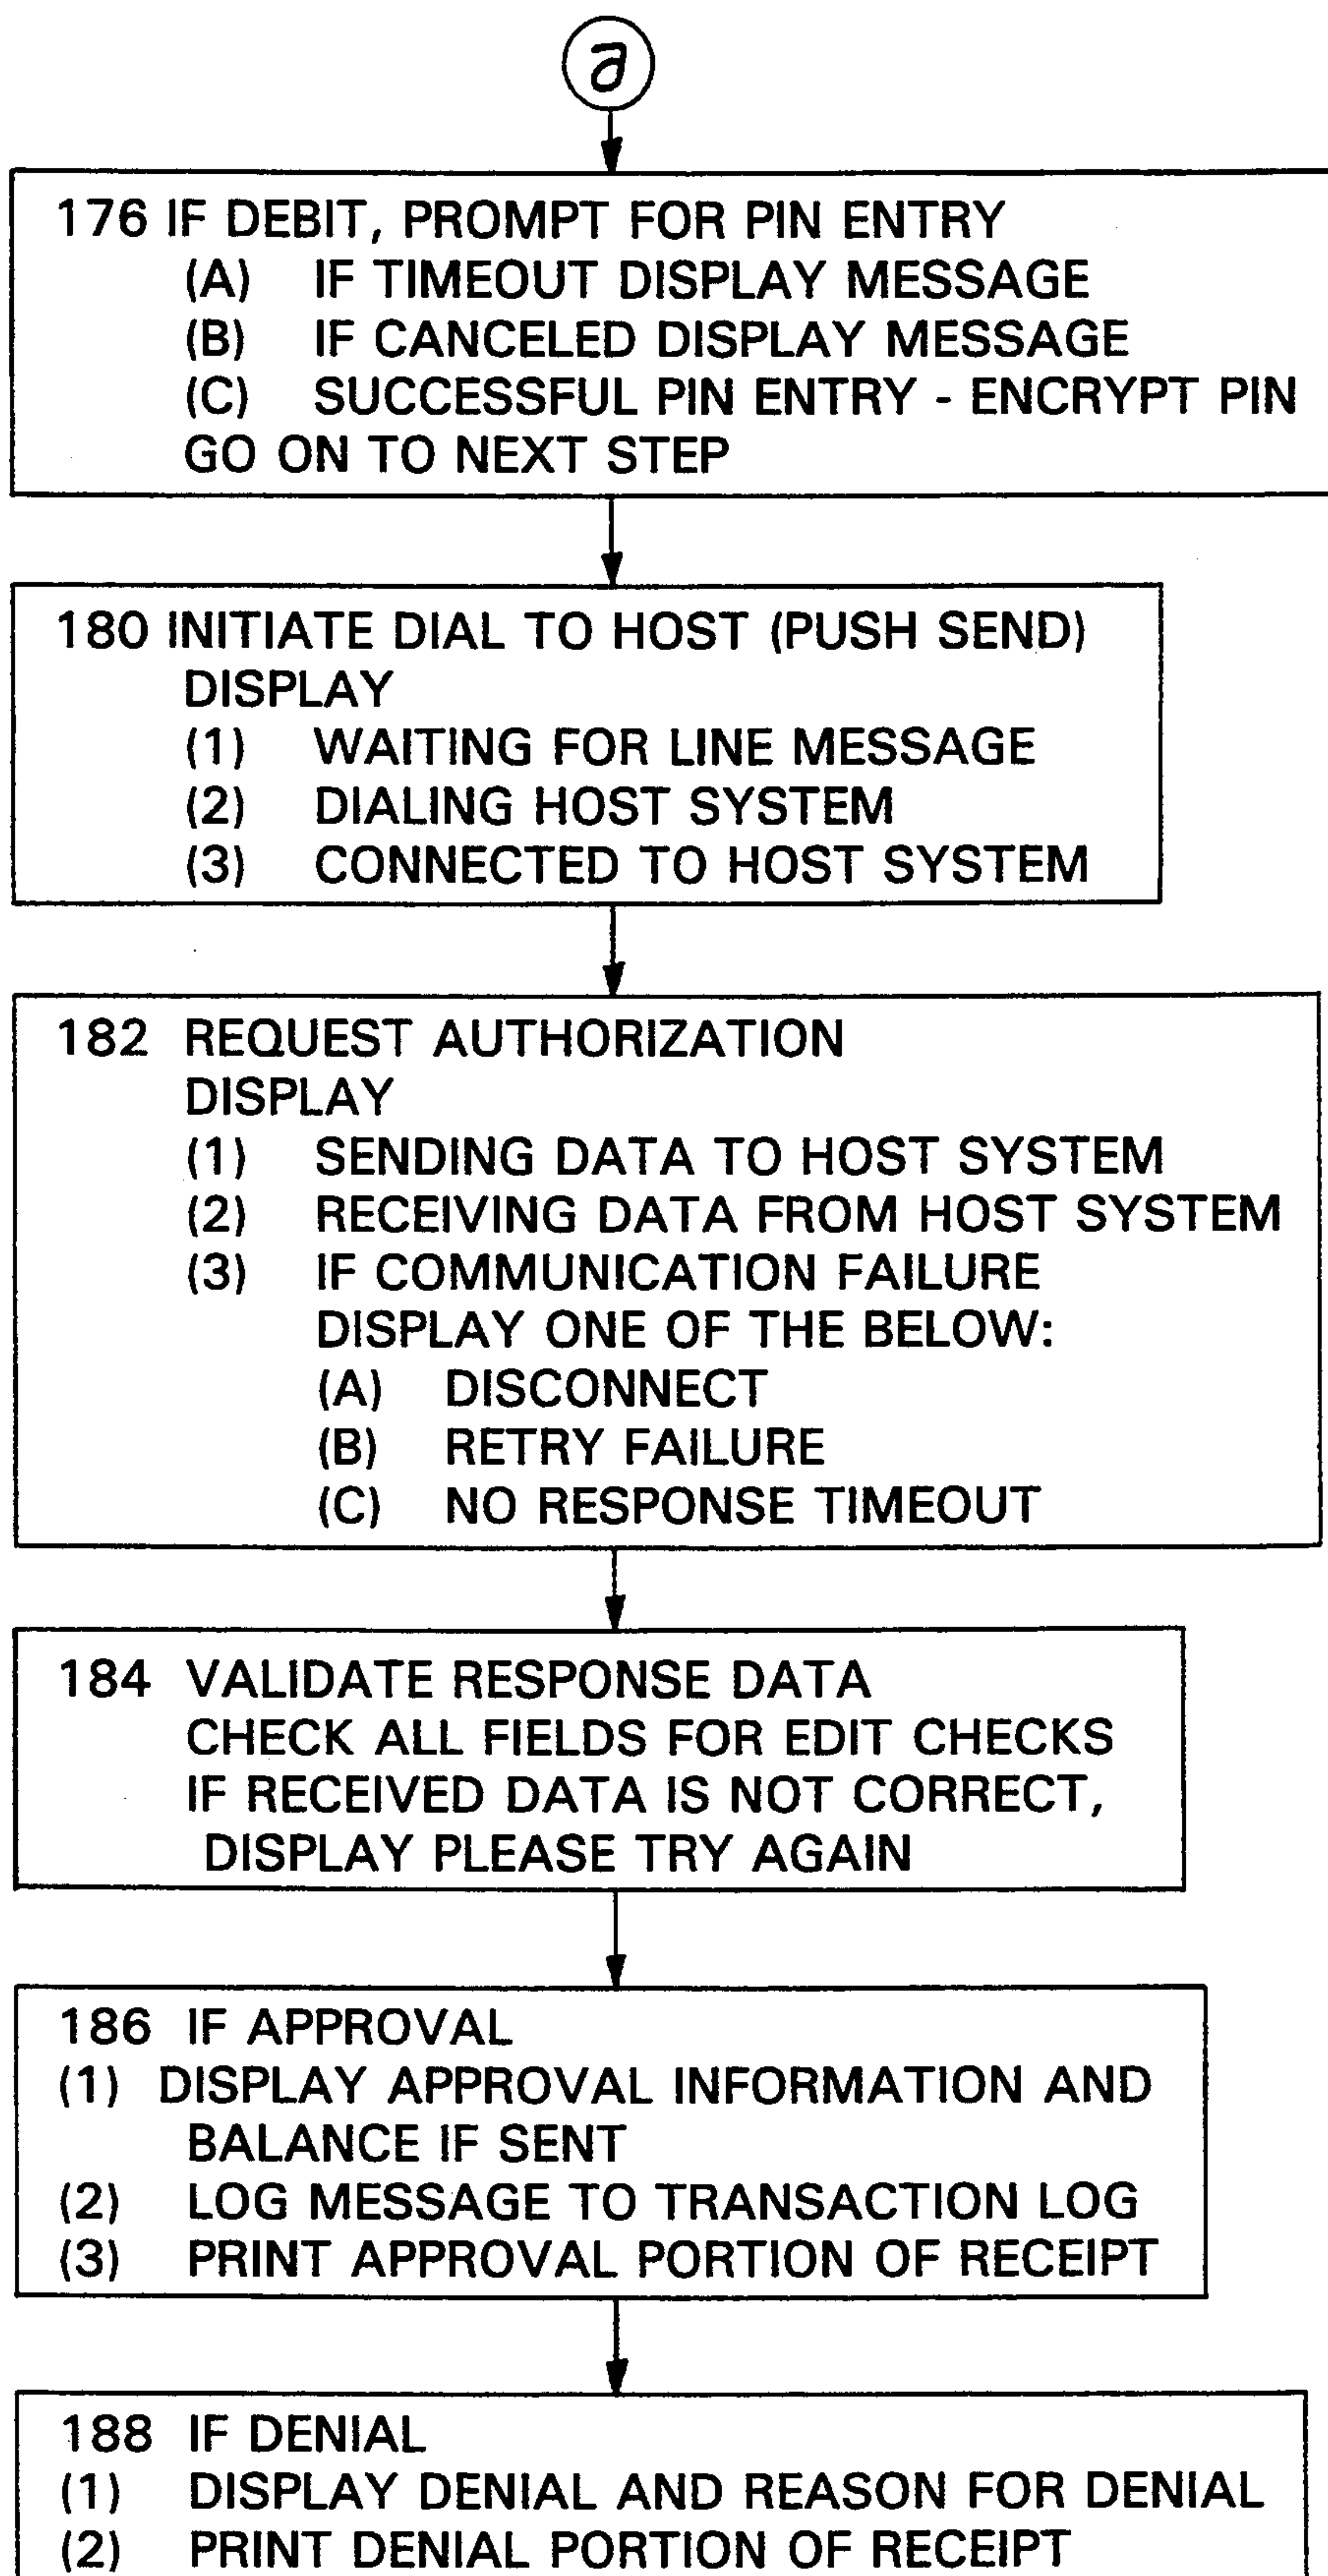 a
176 IF DEBIT, PROMPT FOR PIN ENTRY
(A) IF TIMEOUT DISPLAY MESSAGE
(B) IF CANCELED DISPLAY MESSAGE
(C) SUCCESSFUL PIN ENTRY - ENCRYPT PIN
GO ON TO NEXT STEP
180 INITIATE DIAL TO HOST (PUSH SEND)
DISPLAY
(1) WAITING FOR LINE MESSAGE
(2) DIALING HOST SYSTEM
(3) CONNECTED TO HOST SYSTEM
182 REQUEST AUTHORIZATION
DISPLAY
(1) SENDING DATA TO HOST SYSTEM
(2) RECEIVING DATA FROM HOST SYSTEM
(3) IF COMMUNICATION FAILURE
DISPLAY ONE OF THE BELOW:
(A) DISCONNECT
(B) RETRY FAILURE
(C) NO RESPONSE TIMEOUT
184 VALIDATE RESPONSE DATA
CHECK ALL FIELDS FOR EDIT CHECKS
IF RECEIVED DATA IS NOT CORRECT,
DISPLAY PLEASE TRY AGAIN
186 IF APPROVAL
(1) DISPLAY APPROVAL INFORMATION AND
BALANCE IF SENT
(2) LOG MESSAGE TO TRANSACTION LOG
(3) PRINT APPROVAL PORTION OF RECEIPT
188 IF DENIAL
(1) DISPLAY DENIAL AND REASON FOR DENIAL
(2) PRINT DENIAL PORTION OF RECEIPT